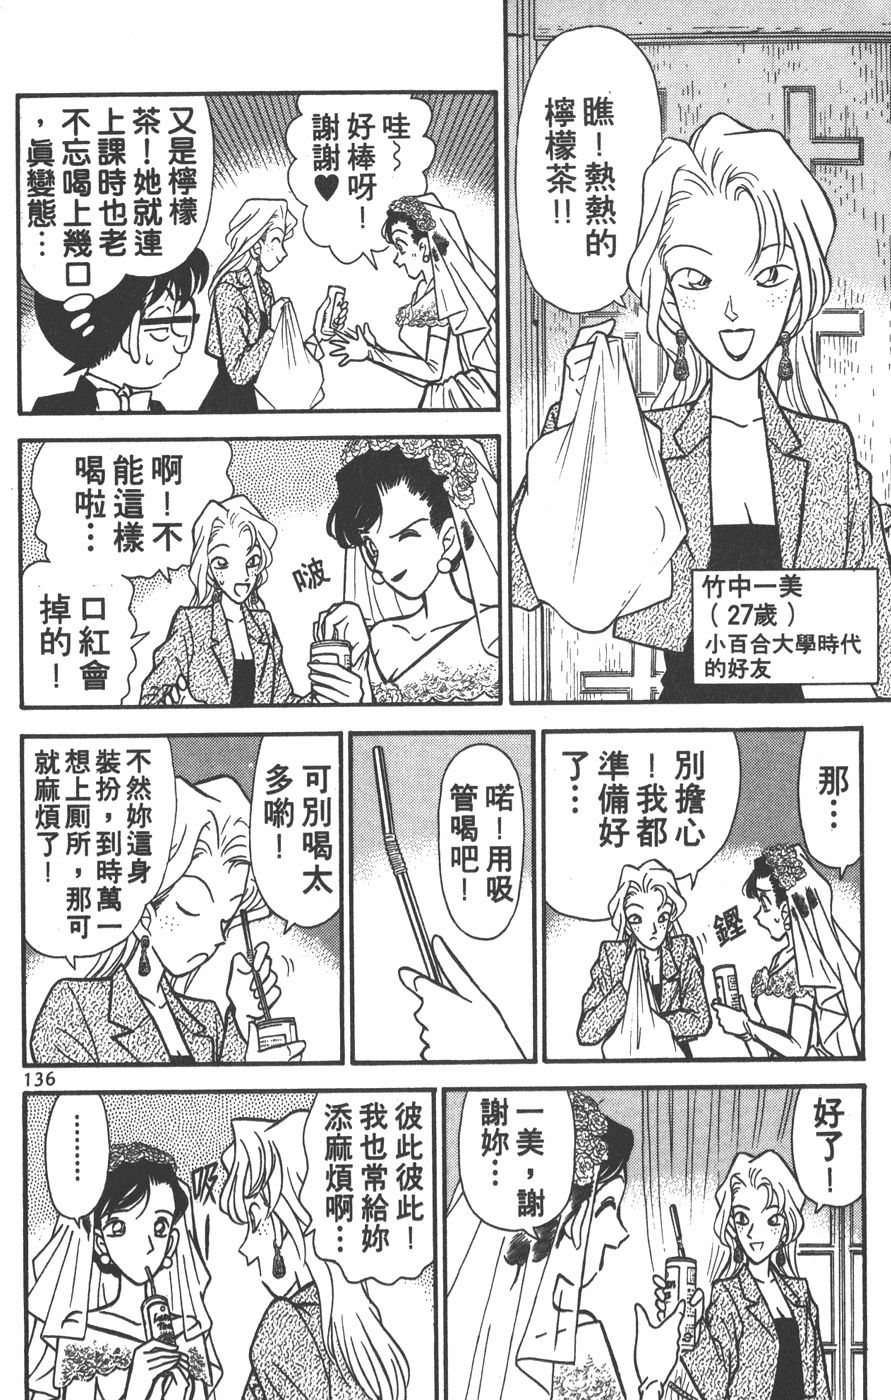 瞧！熱熱的
檸檬茶!!
竹中一美
（27歲）
小百合大學時代
的好友
哇～
好棒呀！
謝謝♥
又是檸檬
茶！她就連
上課時也老
不忘喝上幾口
，眞變態…
啵
啊！不
能這樣
喝啦…
口紅會
掉的！
那…
別擔心
！我都
準備好
了…
鏗
喏！用吸
管喝吧！
可別喝太
多喲！
不然妳這身
裝扮，到時萬一
想上厠所，那可
就麻煩了！
136
好了！
一美，謝
謝妳…
彼此彼此！
我也常給妳
添麻煩啊…
吸
………